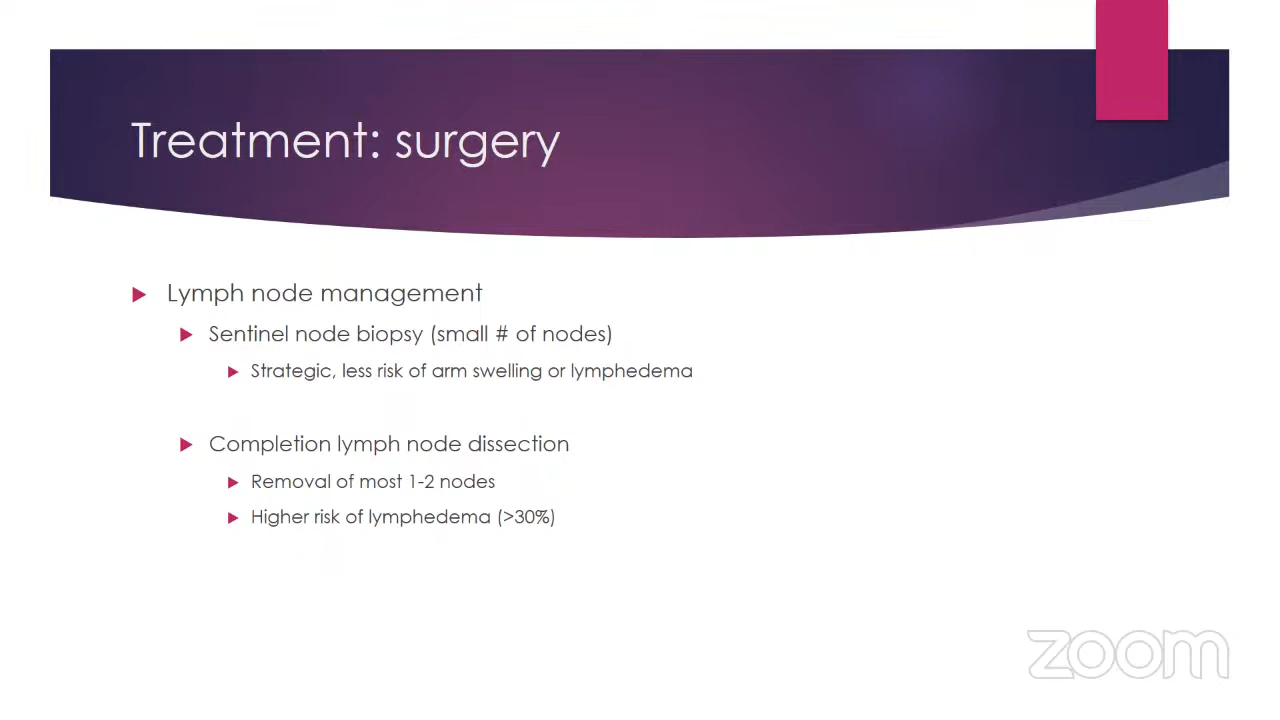 Treatment: surgery
Lymph node management
Sentinel node biopsy (small # of nodes)
Strategic, less risk of arm swelling or lymphedema
Completion lymph node dissection
Removal of most 1-2 nodes
Higher risk of lymphedema (>30%)
zoom